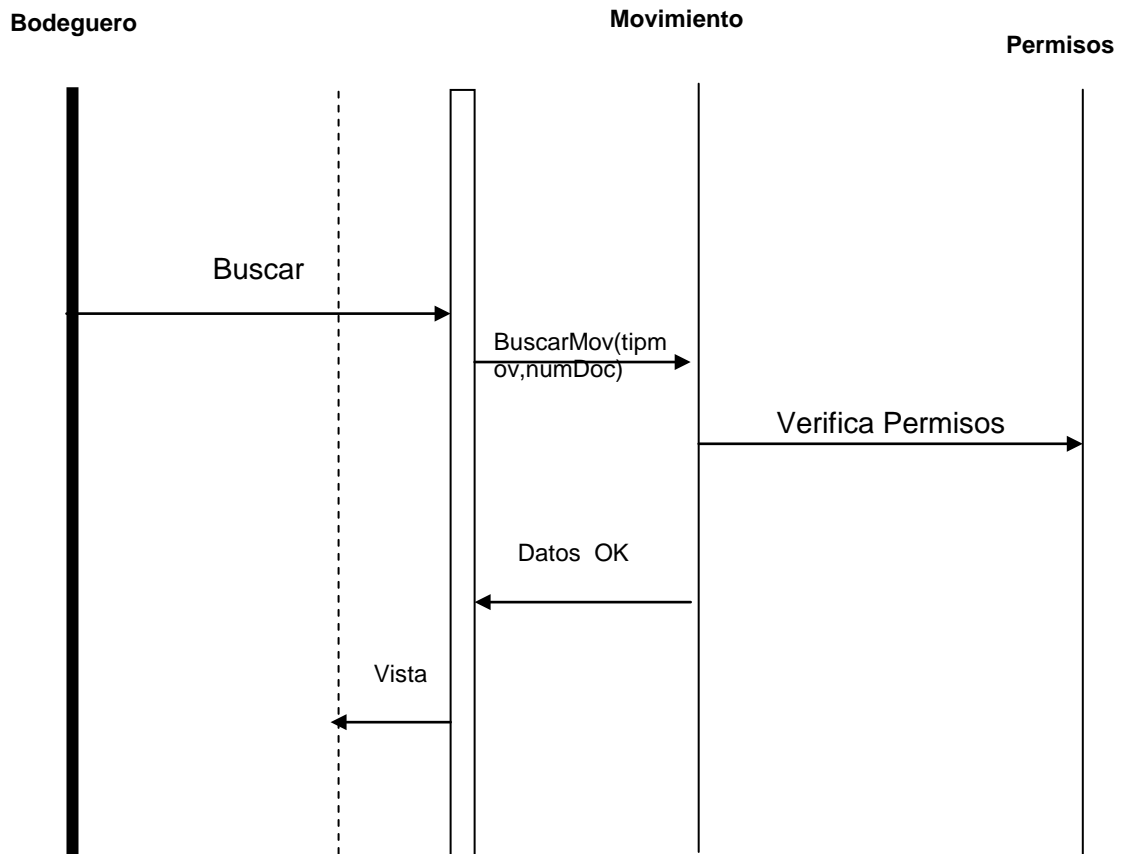 Bodeguero
Movimiento
Permisos
Buscar
BuscarMov(tipm
ov,numDoc)
Verifica Permisos
Datos OK
Vista